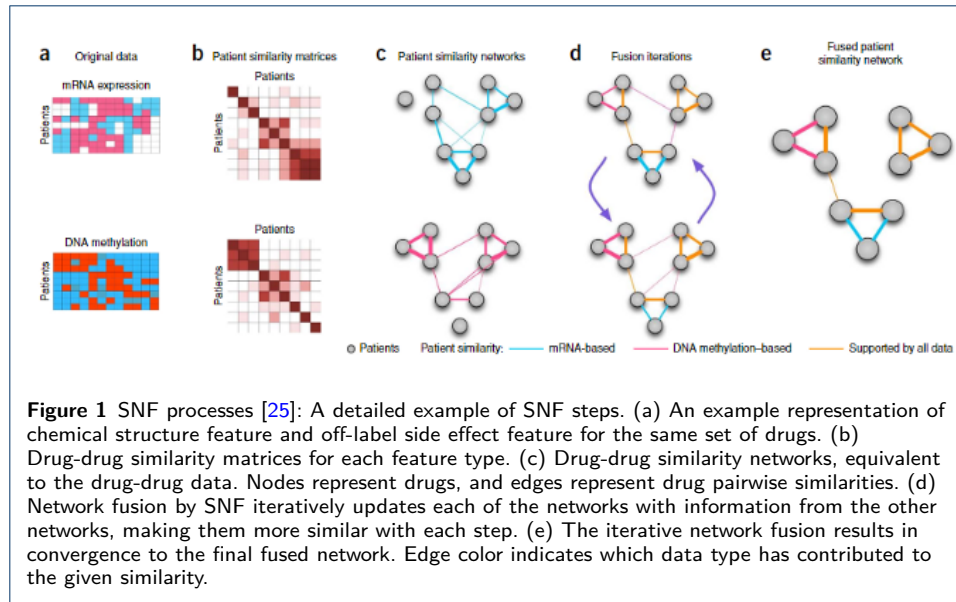 a Original data
mRNA expression
Patients
DNA methylation
Patients
b Patient similarity matrices
Patients
Patients
Patients
Patients
c Patient similarity networks
d Fusion iterations
e Fused patient
similarity network
Patients Patient similarity: mRNA-based DNA methylation–based Supported by all data
Figure 1 SNF processes [25]: A detailed example of SNF steps. (a) An example representation of
chemical structure feature and off-label side effect feature for the same set of drugs. (b)
Drug-drug similarity matrices for each feature type. (c) Drug-drug similarity networks, equivalent
to the drug-drug data. Nodes represent drugs, and edges represent drug pairwise similarities. (d)
Network fusion by SNF iteratively updates each of the networks with information from the other
networks, making them more similar with each step. (e) The iterative network fusion results in
convergence to the final fused network. Edge color indicates which data type has contributed to
the given similarity.